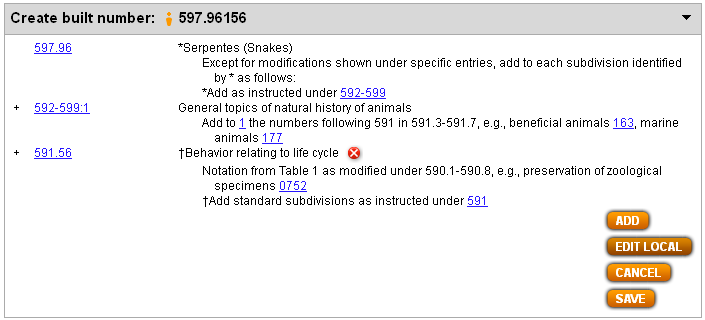 Create built number: 597.96156
597.96 *Serpentes (Snakes)
Except for modifications shown under specific entries, add to each subdivision identified
by * as follows:
*Add as instructed under 592-599
+ 592-599:1 General topics of natural history of animals
Add to 1 the numbers following 591 in 591.3-591.7, e.g., beneficial animals 163, marine
animals 177
+ 591.56 †Behavior relating to life cycle
Notation from Table 1 as modified under 590.1-590.8, e.g., preservation of zoological
specimens 0752
†Add standard subdivisions as instructed under 591
ADD
EDIT LOCAL
CANCEL
SAVE